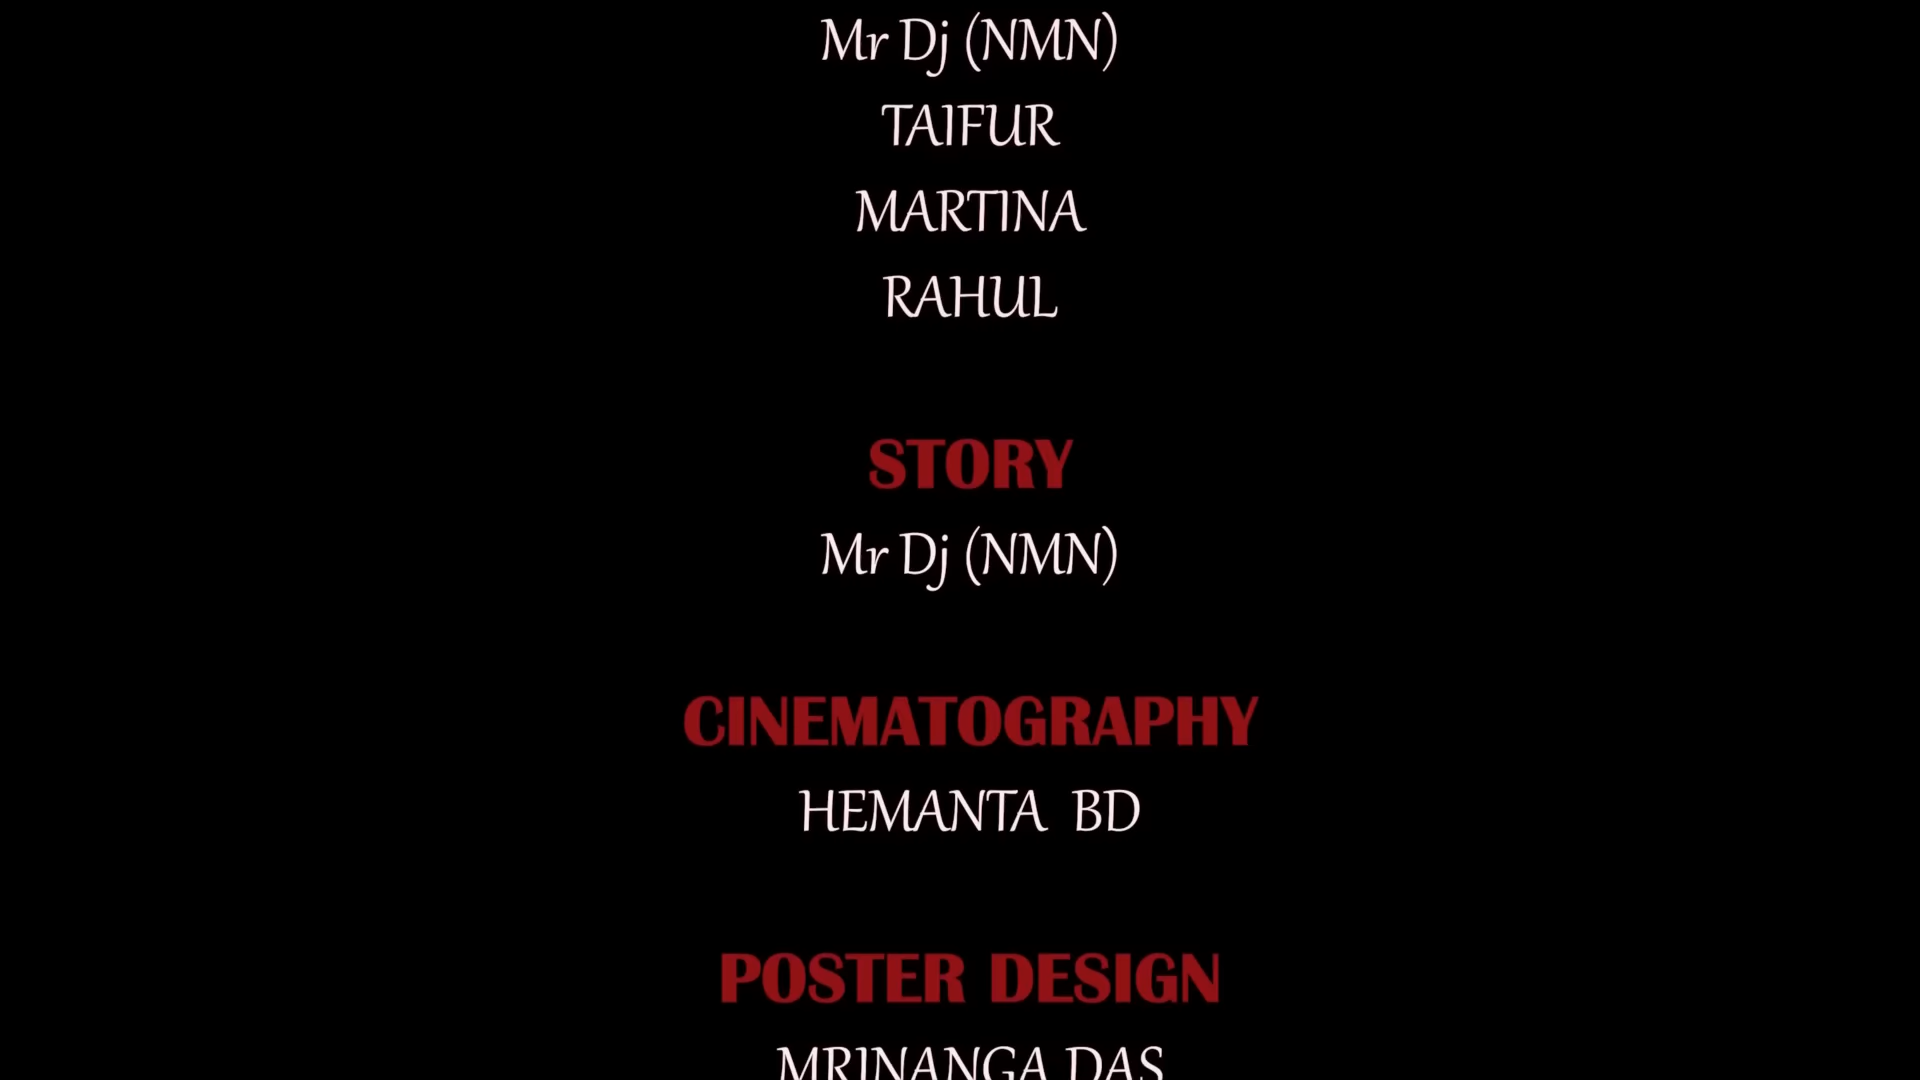 Mr Dj (NMN)
TAIFUR
MARTINA
RAHUL
STORY
Mr Dj (NMN)
CINEMATOGRAPHY
HEMANTA BD
POSTER DESIGN
MRINANGA DAS